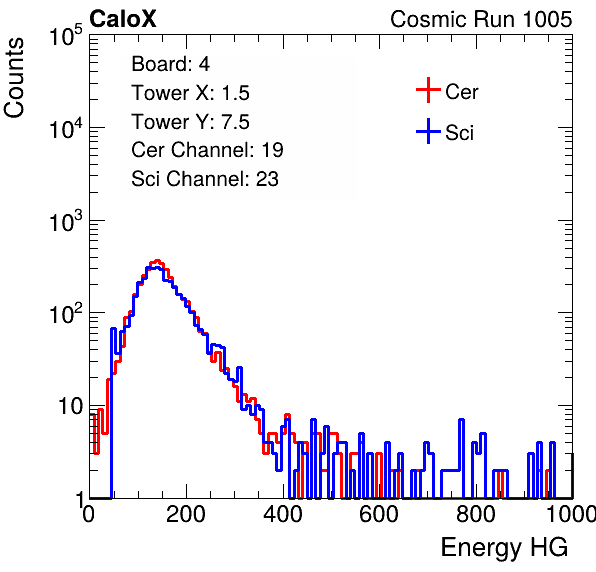 CaloX Cosmic Run 1005
Counts
10^5
10^4
10^3
10^2
10
1
Board: 4
Tower X: 1.5
Tower Y: 7.5
Cer Channel: 19
Sci Channel: 23
Cer
Sci
0 200 400 600 800 1000
Energy HG